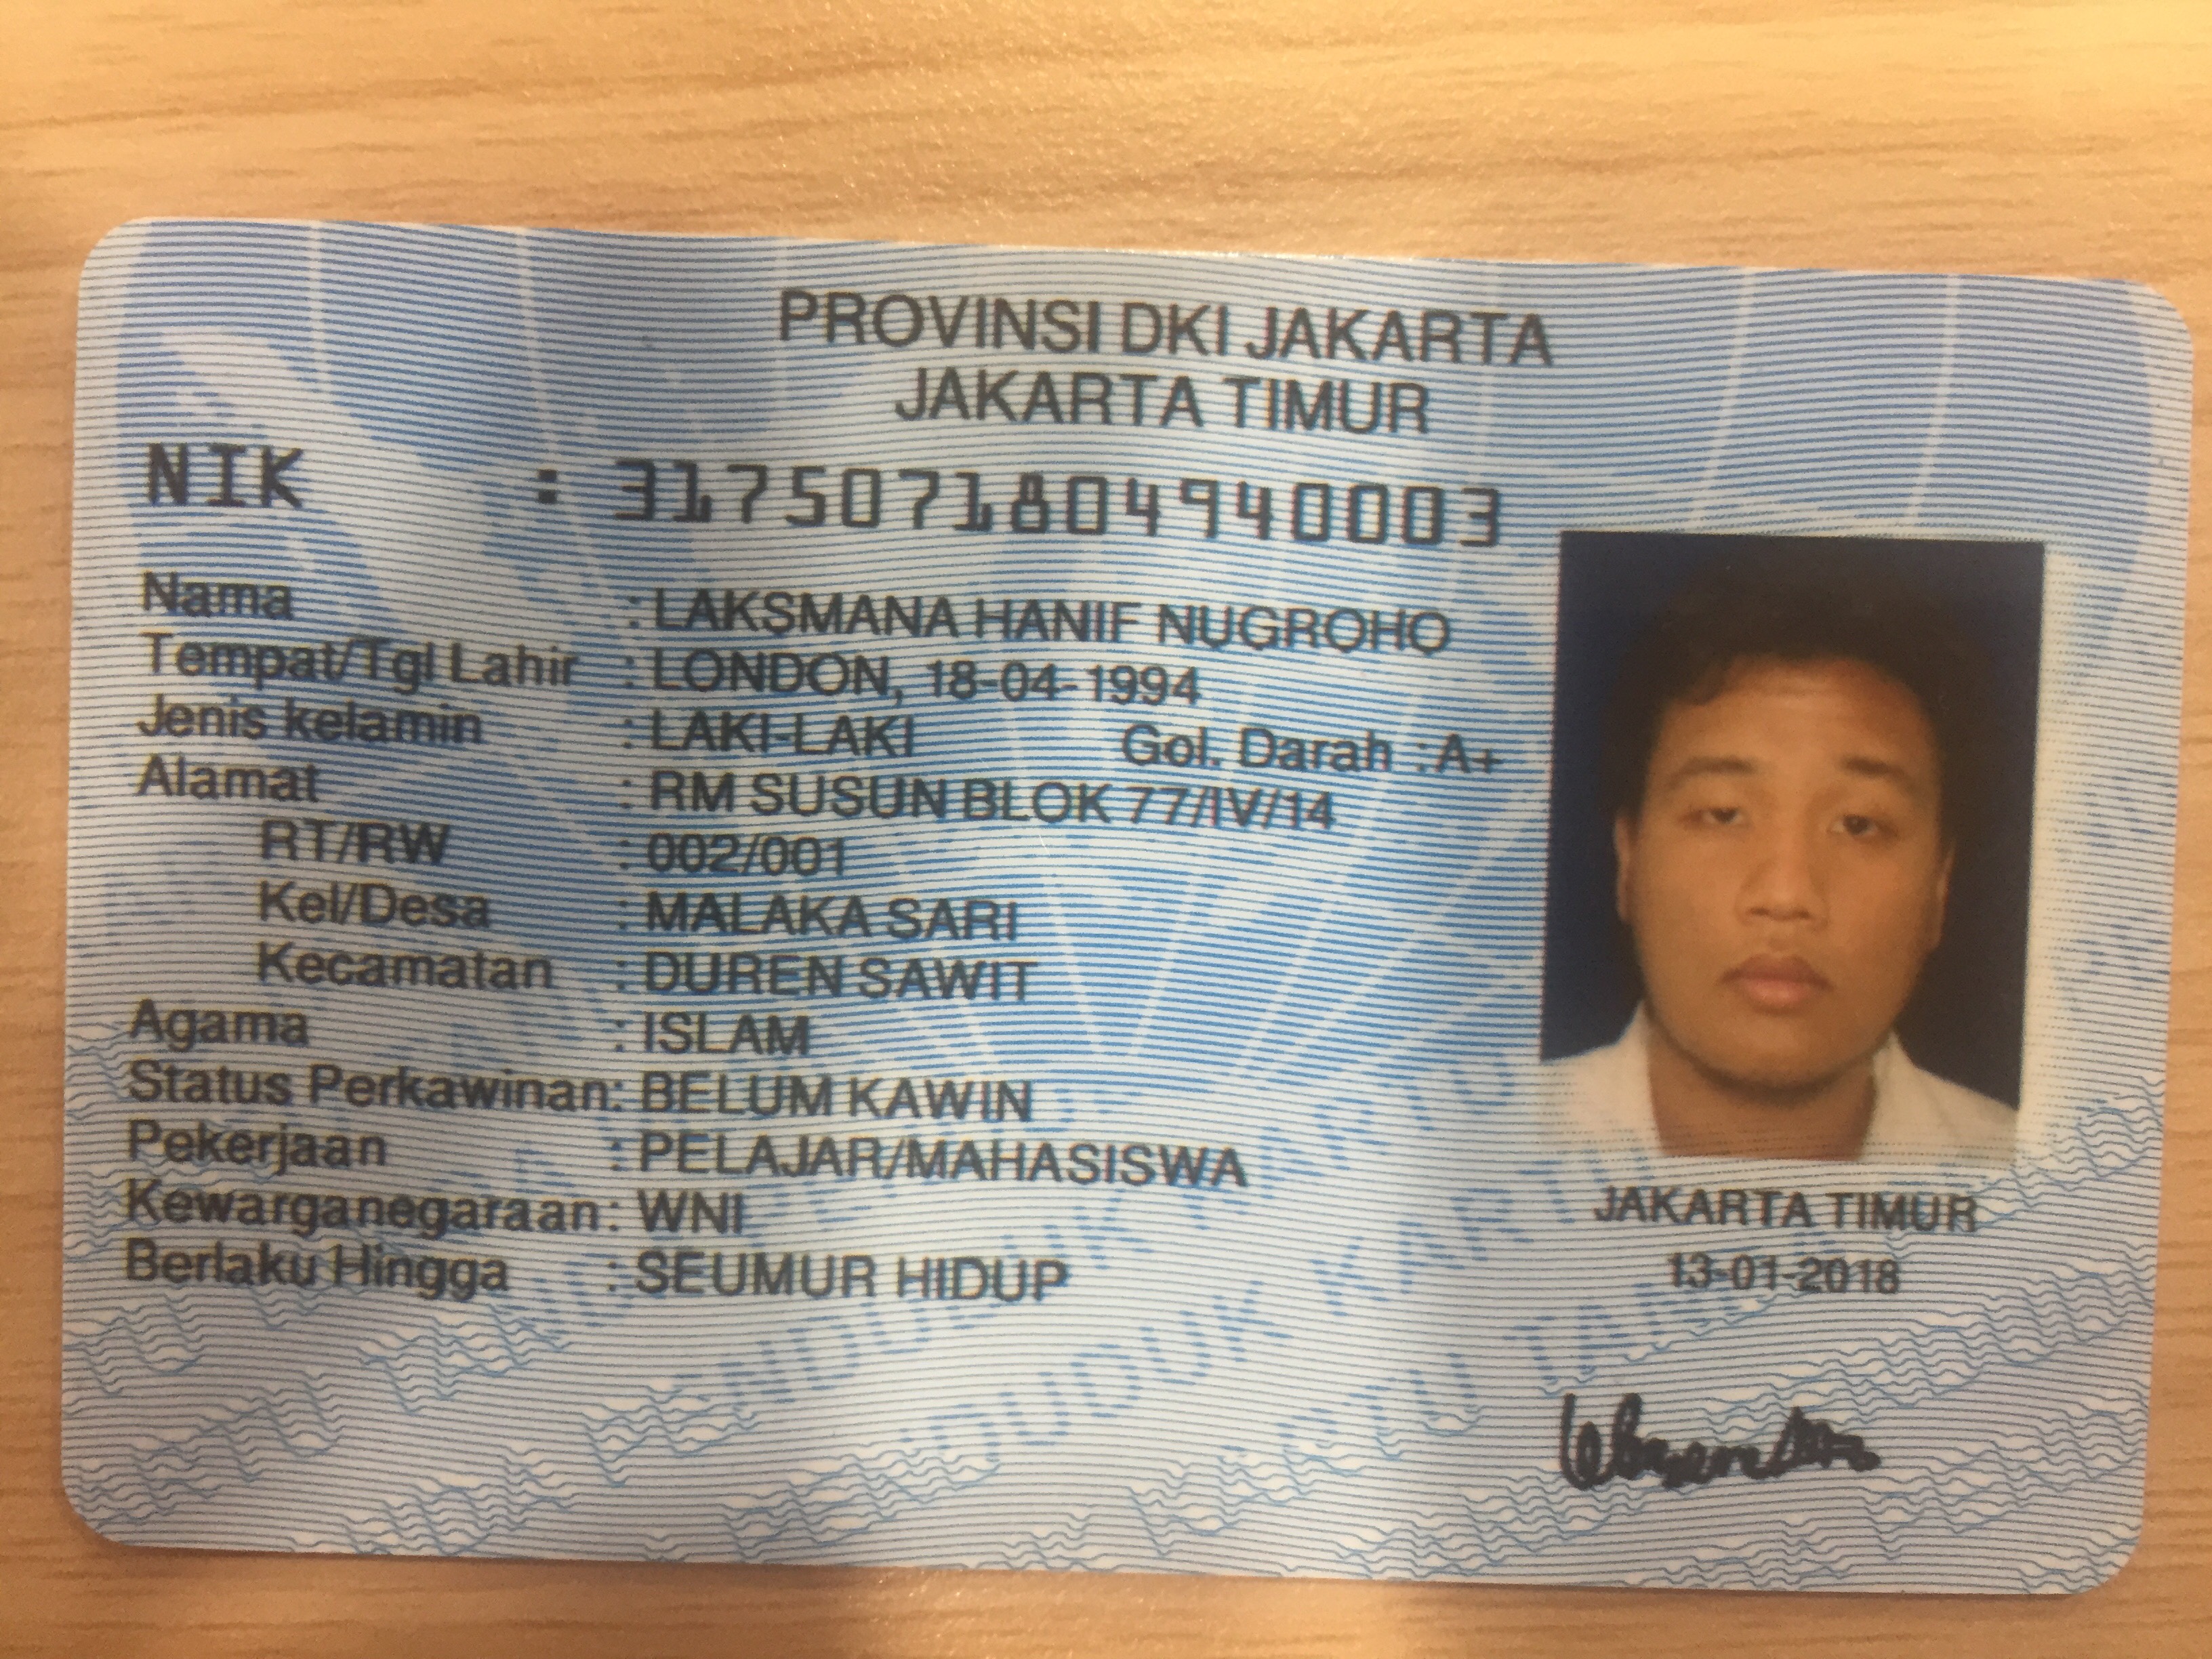 PROVINSI DKI JAKARTA
JAKARTA TIMUR
NIK : 3175071804940003
Nama : LAKSMANA HANIF NUGROHO
Tempat/Tgl Lahir : LONDON, 18-04-1994
Jenis kelamin : LAKI-LAKI Gol. Darah : A+
Alamat : RM SUSUN BLOK 77/IV/14
RT/RW : 002/001
Kel/Desa : MALAKA SARI
Kecamatan : DUREN SAWIT
Agama : ISLAM
Status Perkawinan: BELUM KAWIN
Pekerjaan : PELAJAR/MAHASISWA
Kewarganegaraan: WNI
Berlaku Hingga : SEUMUR HIDUP
JAKARTA TIMUR
13-01-2018